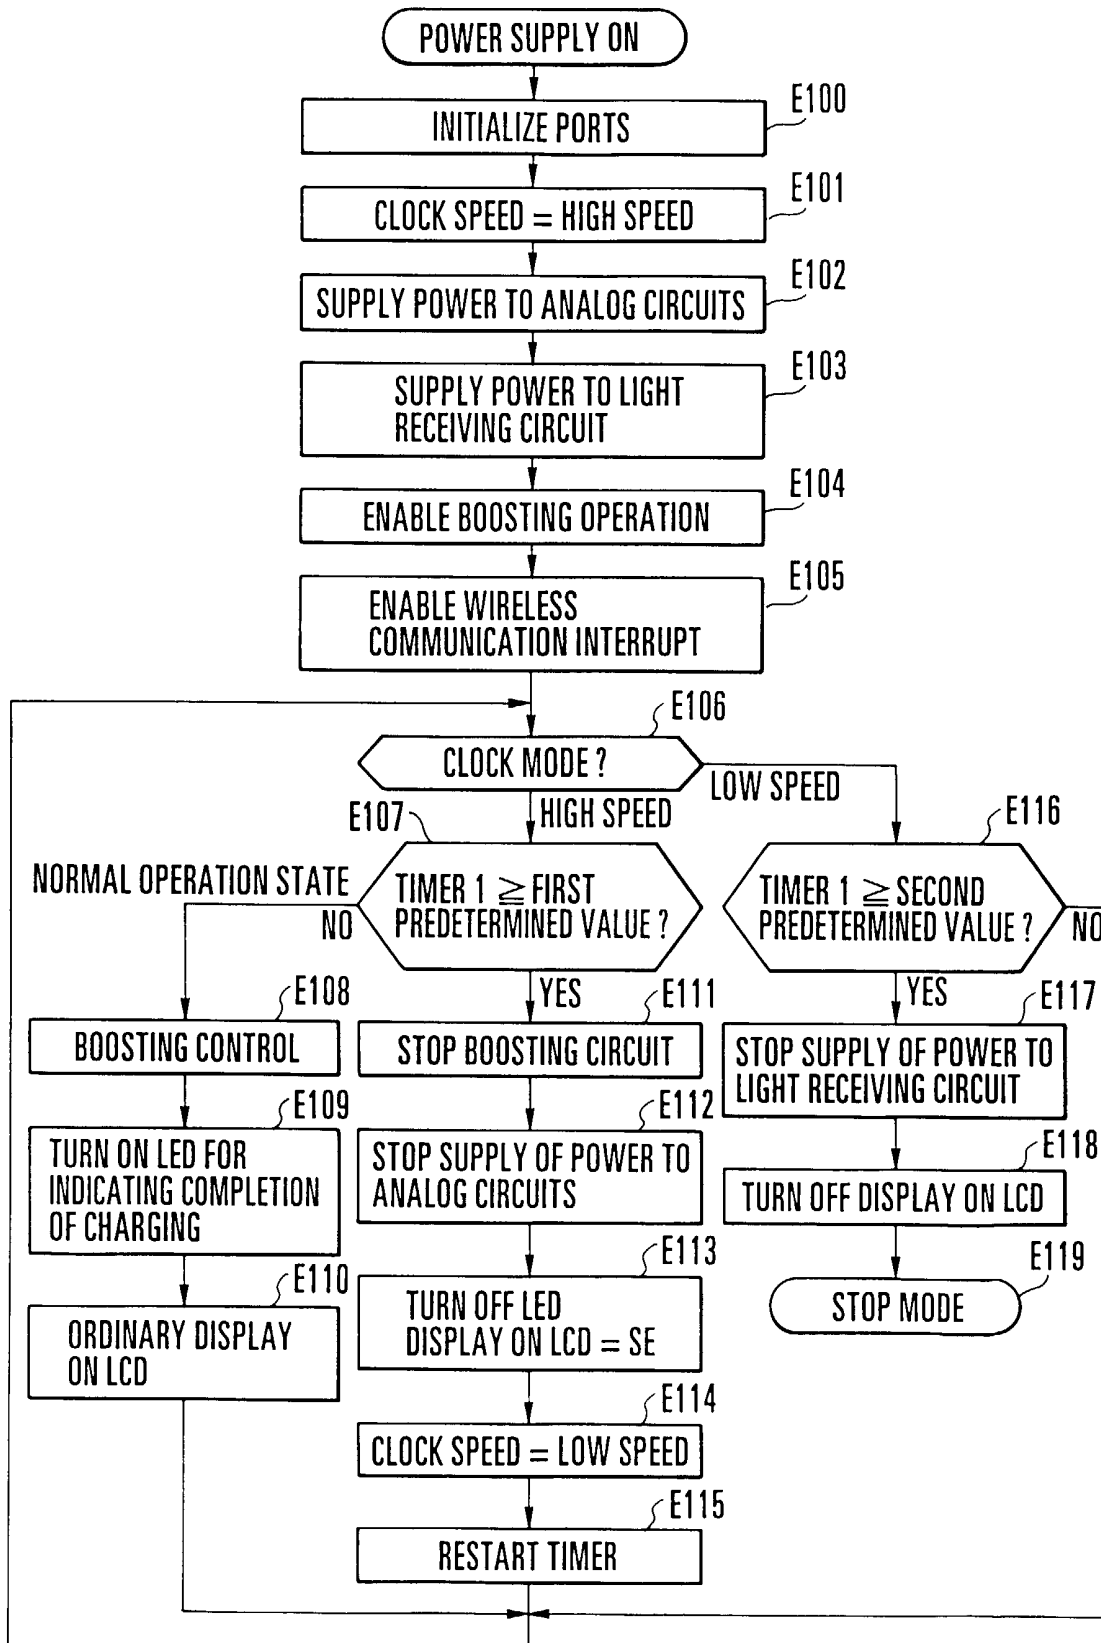 POWER SUPPLY ON
E100
INITIALIZE PORTS
E101
CLOCK SPEED = HIGH SPEED
E102
SUPPLY POWER TO ANALOG CIRCUITS
E103
SUPPLY POWER TO LIGHT
RECEIVING CIRCUIT
E104
ENABLE BOOSTING OPERATION
E105
ENABLE WIRELESS
COMMUNICATION INTERRUPT
E106
CLOCK MODE ?
LOW SPEED
HIGH SPEED
E107
NORMAL OPERATION STATE
NO
TIMER 1 ≧ FIRST
PREDETERMINED VALUE ?
YES
E116
TIMER 1 ≧ SECOND
PREDETERMINED VALUE ?
NO
YES
E108
BOOSTING CONTROL
E109
TURN ON LED FOR
INDICATING COMPLETION
OF CHARGING
E110
ORDINARY DISPLAY
ON LCD
E111
STOP BOOSTING CIRCUIT
E112
STOP SUPPLY OF POWER TO
ANALOG CIRCUITS
E113
TURN OFF LED
DISPLAY ON LCD = SE
E114
CLOCK SPEED = LOW SPEED
E115
RESTART TIMER
E117
STOP SUPPLY OF POWER TO
LIGHT RECEIVING CIRCUIT
E118
TURN OFF DISPLAY ON LCD
E119
STOP MODE